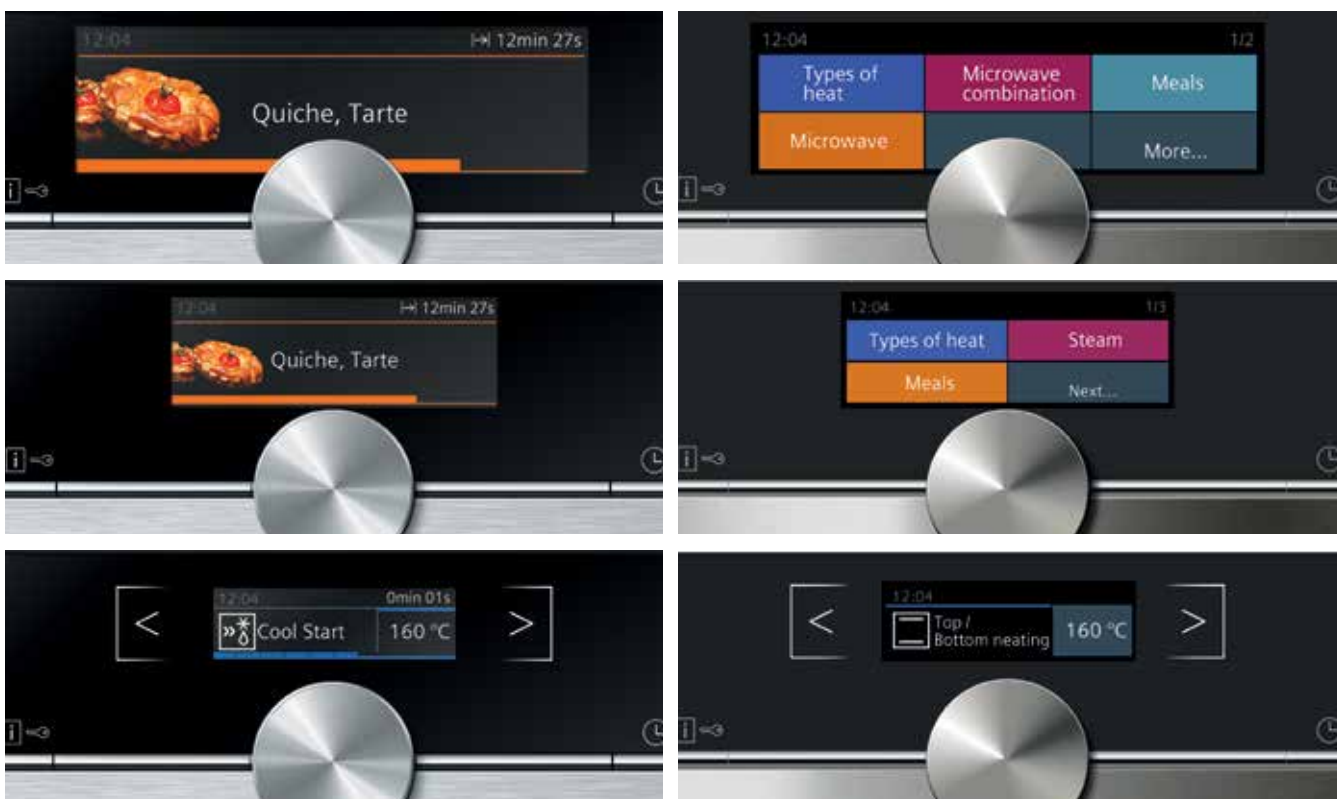 12:04
12min 27s
Quiche, Tarte
i
12:04
1/2
Types of
heat
Microwave
combination
Meals
Microwave
More...
i
12:04
12min 27s
Quiche, Tarte
i
12:04
1/3
Types of heat
Steam
Meals
Next...
i
<
12:04
0min 01s
Cool Start
160 °C
>
i
<
12:04
Top /
Bottom neating
160 °C
>
i